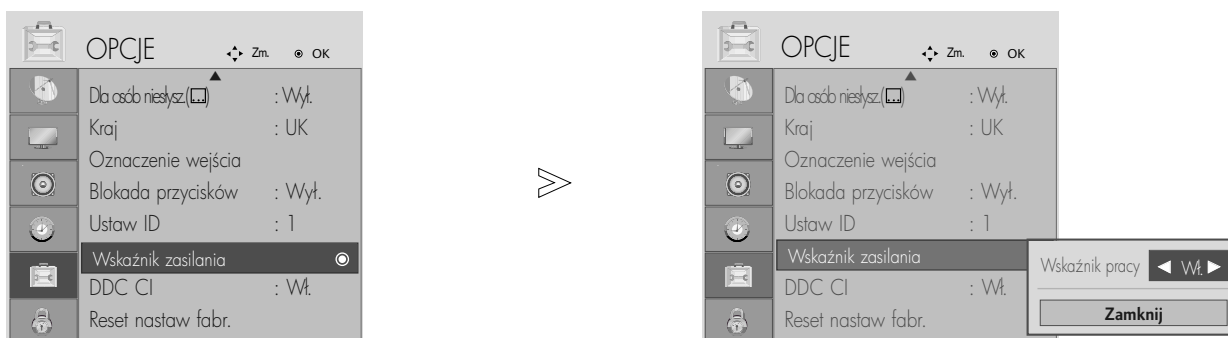 OPCJE Zm. OK
Dla osób niesłysz.(...) : Wył.
Kraj : UK
Oznaczenie wejścia
Blokada przycisków : Wył.
Ustaw ID : 1
Wskaźnik zasilania
DDC CI : Wł.
Reset nastaw fabr.
OPCJE Zm. OK
Dla osób niesłysz.(...) : Wył.
Kraj : UK
Oznaczenie wejścia
Blokada przycisków : Wył.
Ustaw ID : 1
Wskaźnik zasilania
DDC CI : Wł.
Reset nastaw fabr.
Wskaźnik pracy ◄ Wł. ►
Zamknij